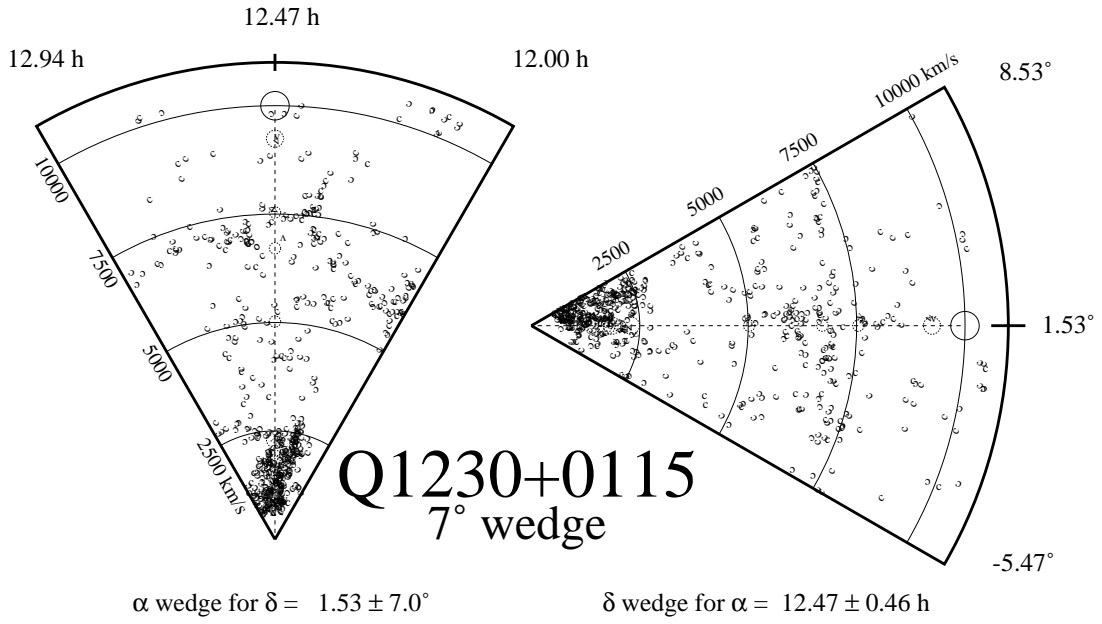 12.47 h
12.94 h
12.00 h
10000
7500
5000
2500 km/s
10000 km/s
7500
5000
2500
8.53°
1.53°
-5.47°
Q1230+0115
7° wedge
α wedge for δ = 1.53 ± 7.0°
δ wedge for α = 12.47 ± 0.46 h